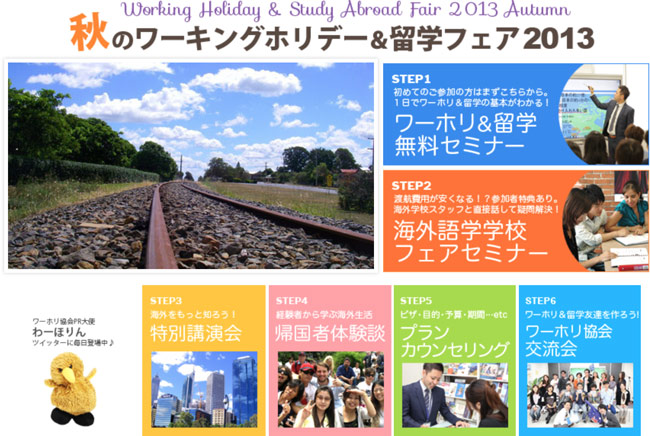 Working Holiday & Study Abroad Fair 2013 Autumn
秋のワーキングホリデー&留学フェア2013
STEP1
初めてのご参加の方はまずこちらから。
1日でワーホリ&留学の基本がわかる!
ワーホリ&留学
無料セミナー
STEP2
渡航費用が安くなる!?参加者特典あり。
海外学校スタッフと直接話して疑問解決!
海外語学学校
フェアセミナー
ワーホリ協会PR大使
わーほりん
ツイッターに毎日登場中♪
STEP3
海外をもっと知ろう!
特別講演会
STEP4
経験者から学ぶ海外生活
帰国者体験談
STEP5
ビザ・目的・予算・期間…etc
プラン
カウンセリング
STEP6
ワーホリ&留学友達を作ろう!
ワーホリ協会
交流会